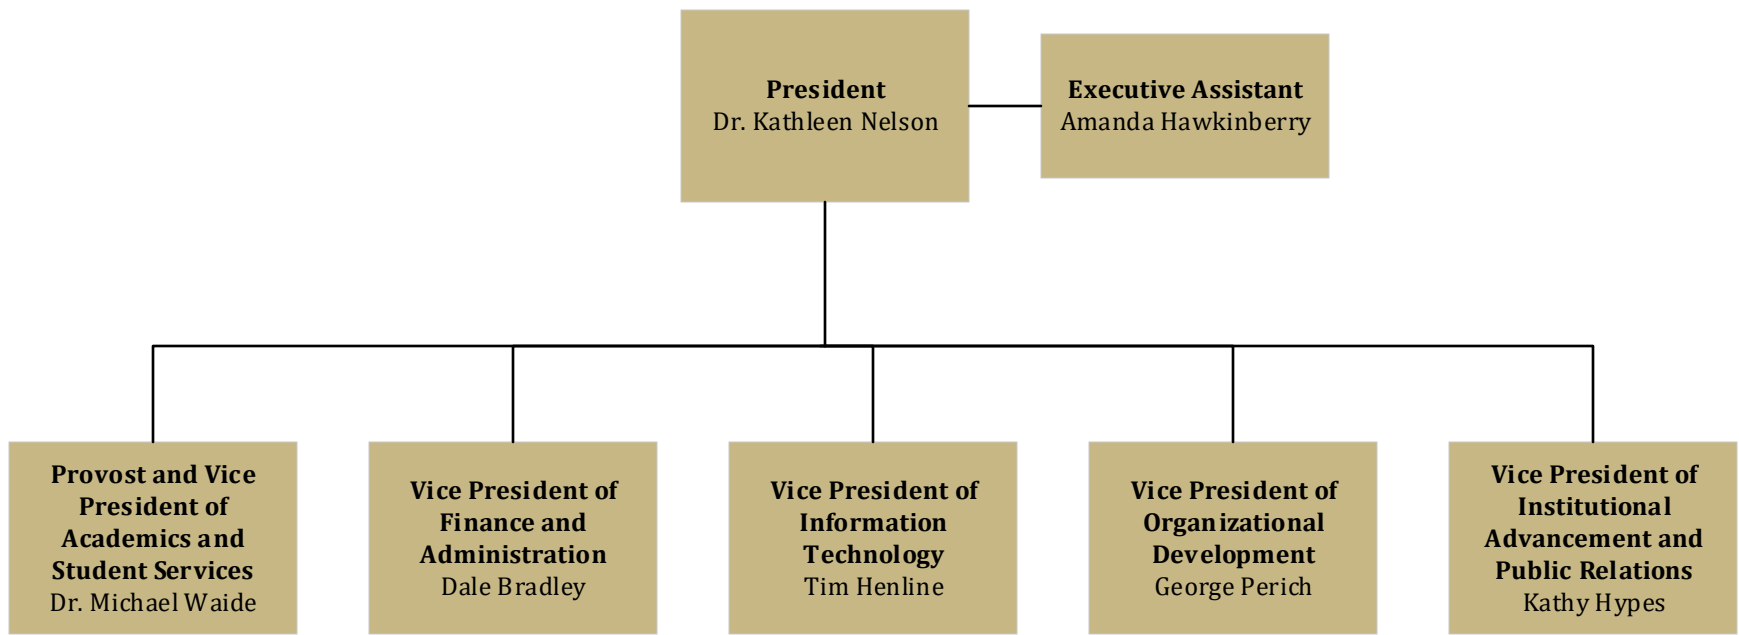 President
Dr. Kathleen Nelson
Executive Assistant
Amanda Hawkinberry
Provost and Vice
President of
Academics and
Student Services
Dr. Michael Waide
Vice President of
Finance and
Administration
Dale Bradley
Vice President of
Information
Technology
Tim Henline
Vice President of
Organizational
Development
George Perich
Vice President of
Institutional
Advancement and
Public Relations
Kathy Hypes